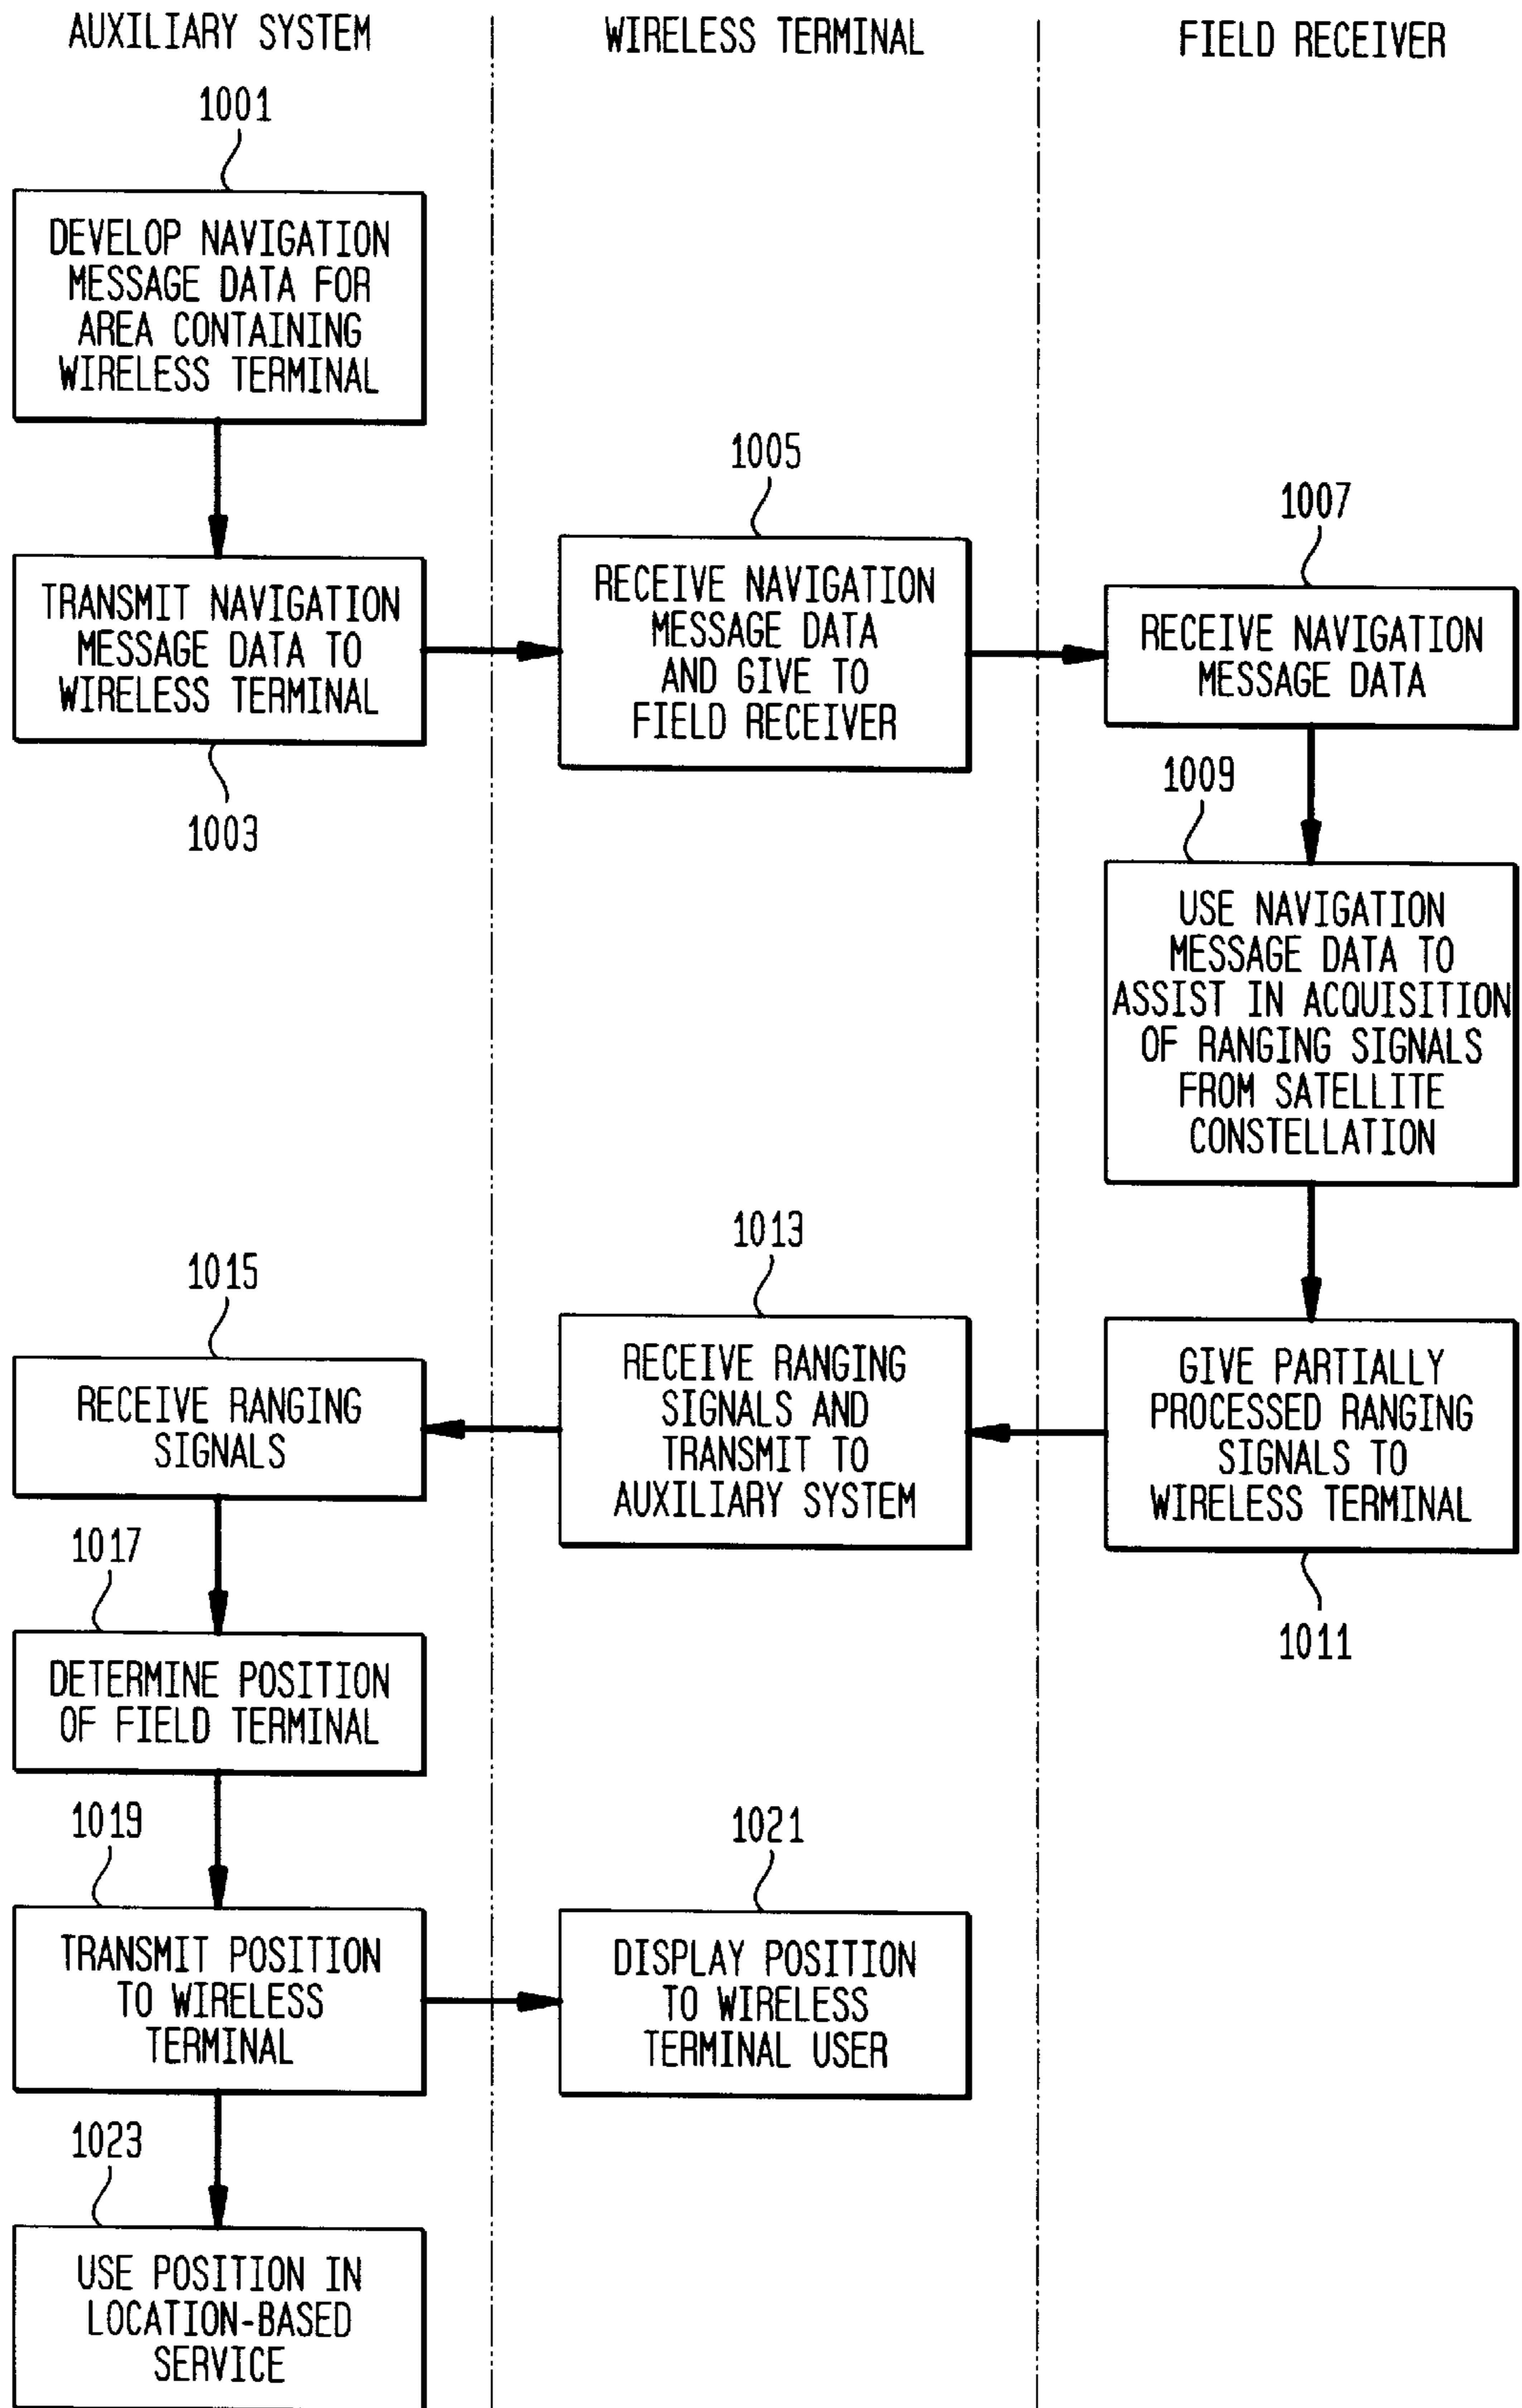 AUXILIARY SYSTEM
WIRELESS TERMINAL
FIELD RECEIVER
1001
DEVELOP NAVIGATION
MESSAGE DATA FOR
AREA CONTAINING
WIRELESS TERMINAL
TRANSMIT NAVIGATION
MESSAGE DATA TO
WIRELESS TERMINAL
1003
1005
RECEIVE NAVIGATION
MESSAGE DATA
AND GIVE TO
FIELD RECEIVER
1007
RECEIVE NAVIGATION
MESSAGE DATA
1009
USE NAVIGATION
MESSAGE DATA TO
ASSIST IN ACQUISITION
OF RANGING SIGNALS
FROM SATELLITE
CONSTELLATION
GIVE PARTIALLY
PROCESSED RANGING
SIGNALS TO
WIRELESS TERMINAL
1011
1013
RECEIVE RANGING
SIGNALS AND
TRANSMIT TO
AUXILIARY SYSTEM
1015
RECEIVE RANGING
SIGNALS
1017
DETERMINE POSITION
OF FIELD TERMINAL
1019
TRANSMIT POSITION
TO WIRELESS
TERMINAL
1021
DISPLAY POSITION
TO WIRELESS
TERMINAL USER
1023
USE POSITION IN
LOCATION-BASED
SERVICE